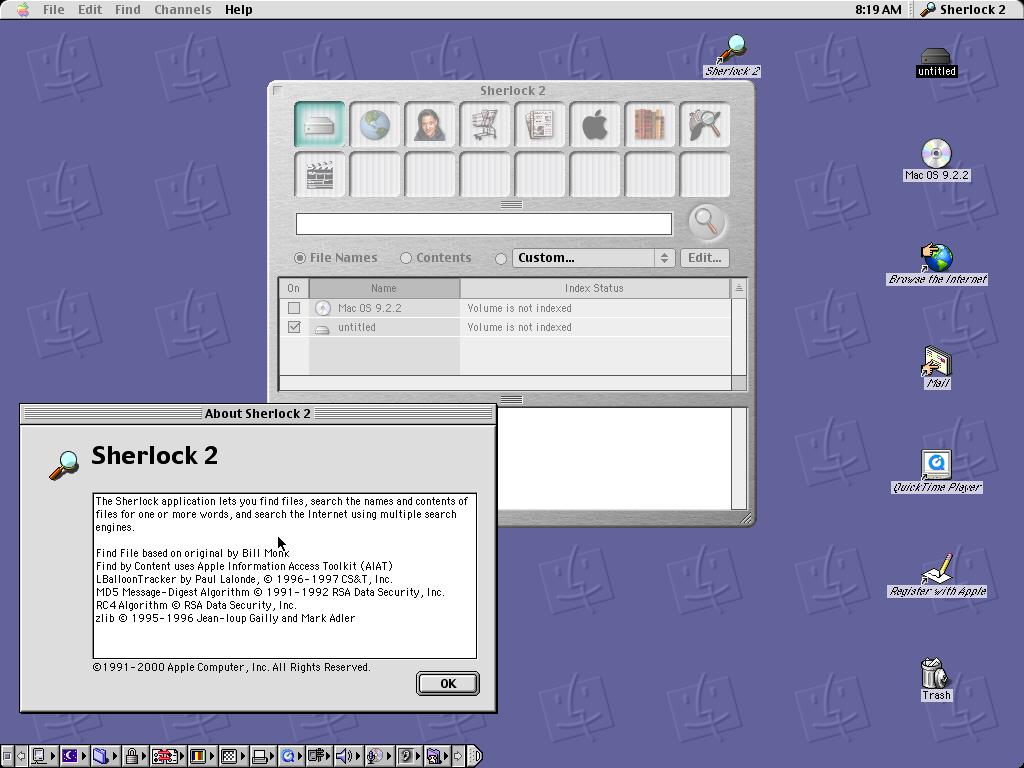 File Edit Find Channels Help 8:19 AM Sherlock 2
Sherlock 2
untitled
Sherlock 2
Mac OS 9.2.2
File Names Contents Custom... Edit...
Browse the Internet
On Name Index Status
Mac OS 9.2.2 Volume is not indexed
untitled Volume is not indexed
Mail
About Sherlock 2
Sherlock 2
The Sherlock application lets you find files, search the names and contents of
files for one or more words, and search the Internet using multiple search
engines.
Find File based on original by Bill Monk
Find by Content uses Apple Information Access Toolkit (AIAT)
LBalloonTracker by Paul Lalonde, © 1996-1997 CS&T, Inc.
MD5 Message-Digest Algorithm © 1991-1992 RSA Data Security, Inc.
RC4 Algorithm © RSA Data Security, Inc.
zlib © 1995-1996 Jean-loup Gailly and Mark Adler
©1991-2000 Apple Computer, Inc. All Rights Reserved.
OK
QuickTime Player
Register with Apple
Trash